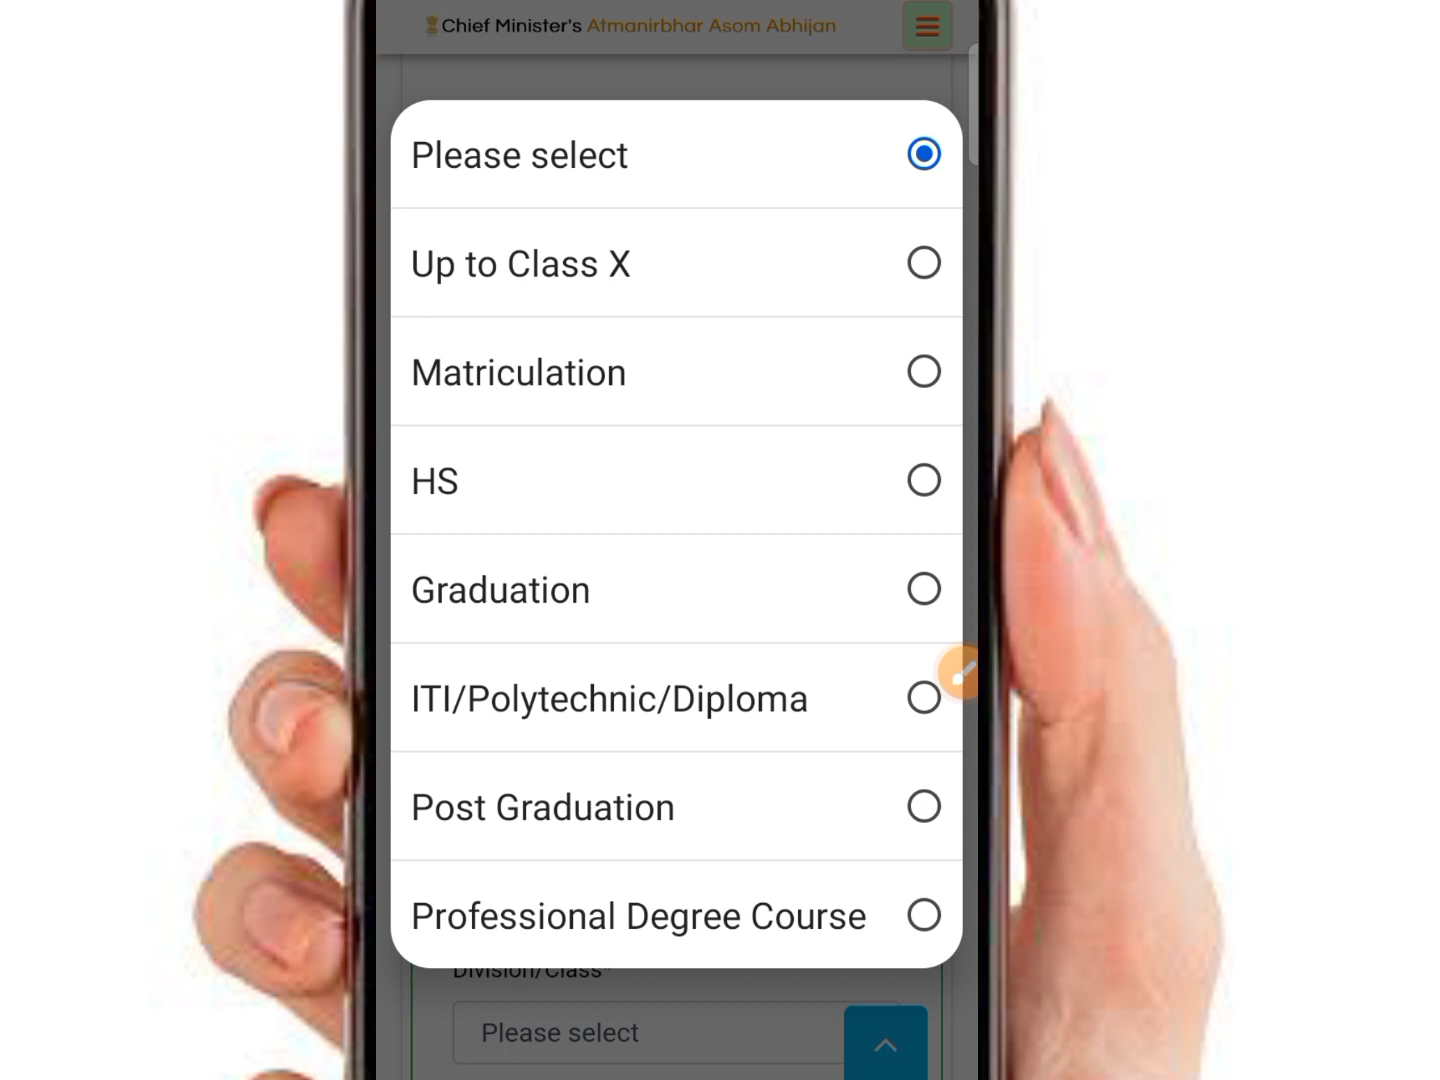 Chief Minister's Atmanirbhar Asom Abhijan
Please select
Up to Class X
Matriculation
HS
Graduation
ITI/Polytechnic/Diploma
Post Graduation
Professional Degree Course
Division/Class*
Please select